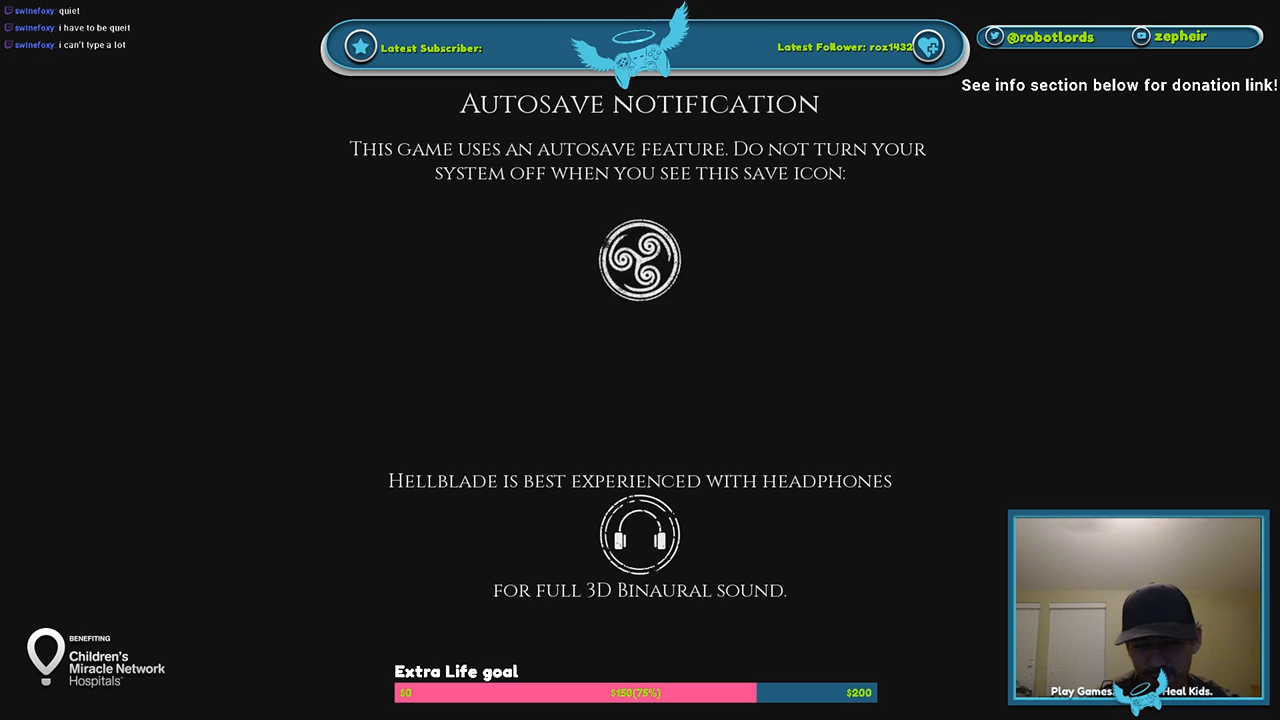 swinefoxy: quiet
swinefoxy: i have to be queit
swinefoxy: i can't type a lot
Latest Subscriber:
Latest Follower: roz1432
@robotlords
zepheir
See info section below for donation link!
Autosave notification
This game uses an autosave feature. Do not turn your
system off when you see this save icon:
Hellblade is best experienced with headphones
for full 3D Binaural sound.
BENEFITING
Children's
Miracle Network
Hospitals
Extra Life goal
$0 $150(75%) $200
Play Games. Heal Kids.